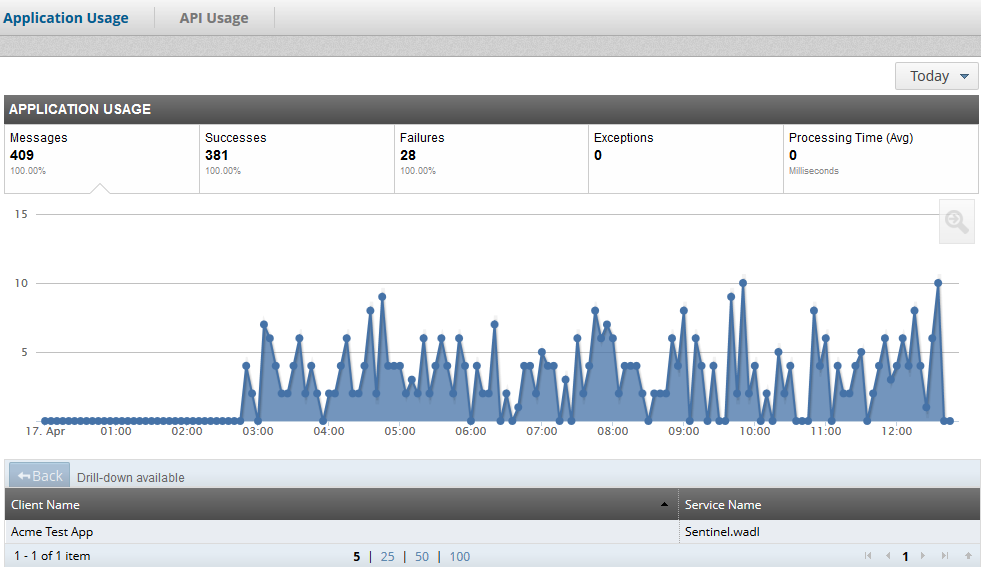 Application Usage API Usage
Today
APPLICATION USAGE
Messages Successes Failures Exceptions Processing Time (Avg)
409 381 28 0 0
100.00% 100.00% 100.00% Milliseconds
15
10
5
17. Apr 01:00 02:00 03:00 04:00 05:00 06:00 07:00 08:00 09:00 10:00 11:00 12:00
Back Drill-down available
Client Name Service Name
Acme Test App Sentinel.wadl
1 - 1 of 1 item 5 | 25 | 50 | 100 1